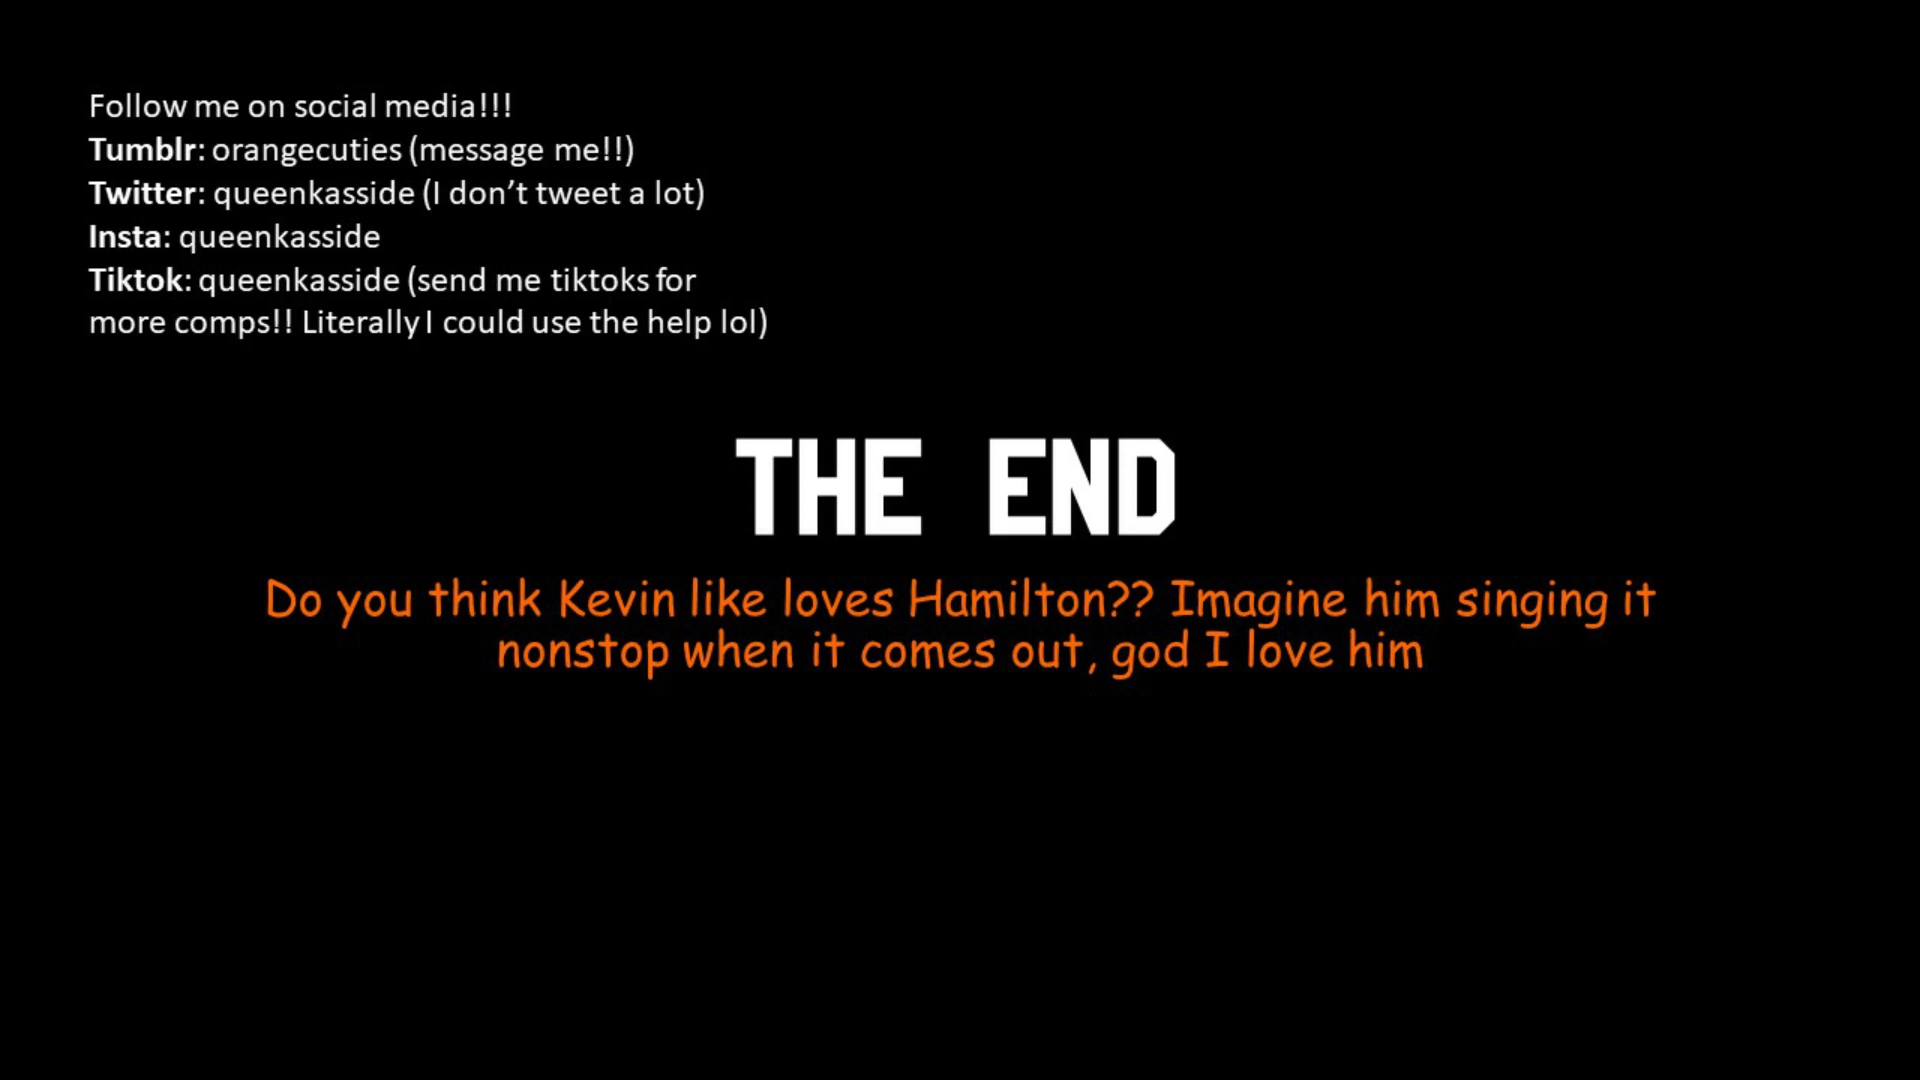 Follow me on social media!!!
Tumblr: orangecuties (message me!!)
Twitter: queenkasside (I don’t tweet a lot)
Insta: queenkasside
Tiktok: queenkasside (send me tiktoks for
more comps!! Literally I could use the help lol)
THE END
Do you think Kevin like loves Hamilton?? Imagine him singing it
nonstop when it comes out, god I love him